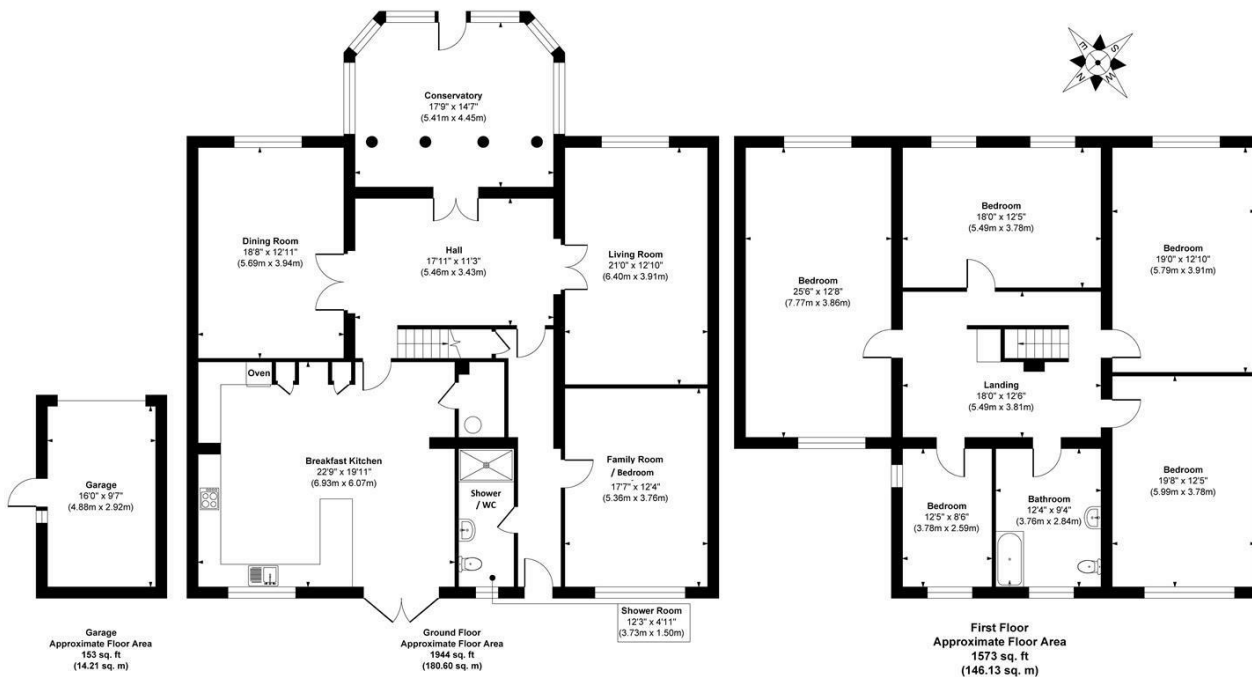 Conservatory
17'9" x 14'7"
(5.41m x 4.45m)
Dining Room
18'8" x 12'11"
(5.69m x 3.94m)
Hall
17'11" x 11'3"
(5.46m x 3.43m)
Living Room
21'0" x 12'10"
(6.40m x 3.91m)
Oven
Breakfast Kitchen
22'9" x 19'11"
(6.93m x 6.07m)
Shower
/ WC
Family Room
/ Bedroom
17'7" x 12'4"
(5.36m x 3.76m)
Shower Room
12'3" x 4'11"
(3.73m x 1.50m)
Garage
16'0" x 9'7"
(4.88m x 2.92m)
Garage
Approximate Floor Area
153 sq. ft
(14.21 sq. m)
Ground Floor
Approximate Floor Area
1944 sq. ft
(180.60 sq. m)
E
S
N
W
Bedroom
25'6" x 12'8"
(7.77m x 3.86m)
Bedroom
18'0" x 12'5"
(5.49m x 3.78m)
Bedroom
19'0" x 12'10"
(5.79m x 3.91m)
Landing
18'0" x 12'6"
(5.49m x 3.81m)
Bedroom
12'5" x 8'6"
(3.78m x 2.59m)
Bathroom
12'4" x 9'4"
(3.76m x 2.84m)
Bedroom
19'8" x 12'5"
(5.99m x 3.78m)
First Floor
Approximate Floor Area
1573 sq. ft
(146.13 sq. m)